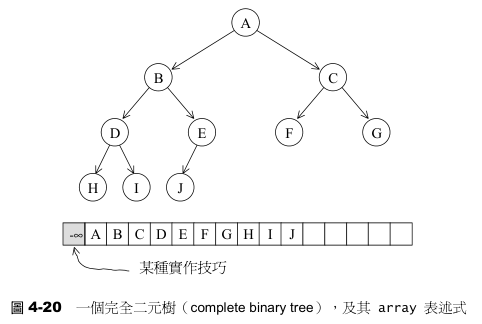 A
B C
D E F G
H I J
-∞ A B C D E F G H I J
某種實作技巧
圖 4-20 一個完全二元樹（complete binary tree），及其 array 表述式